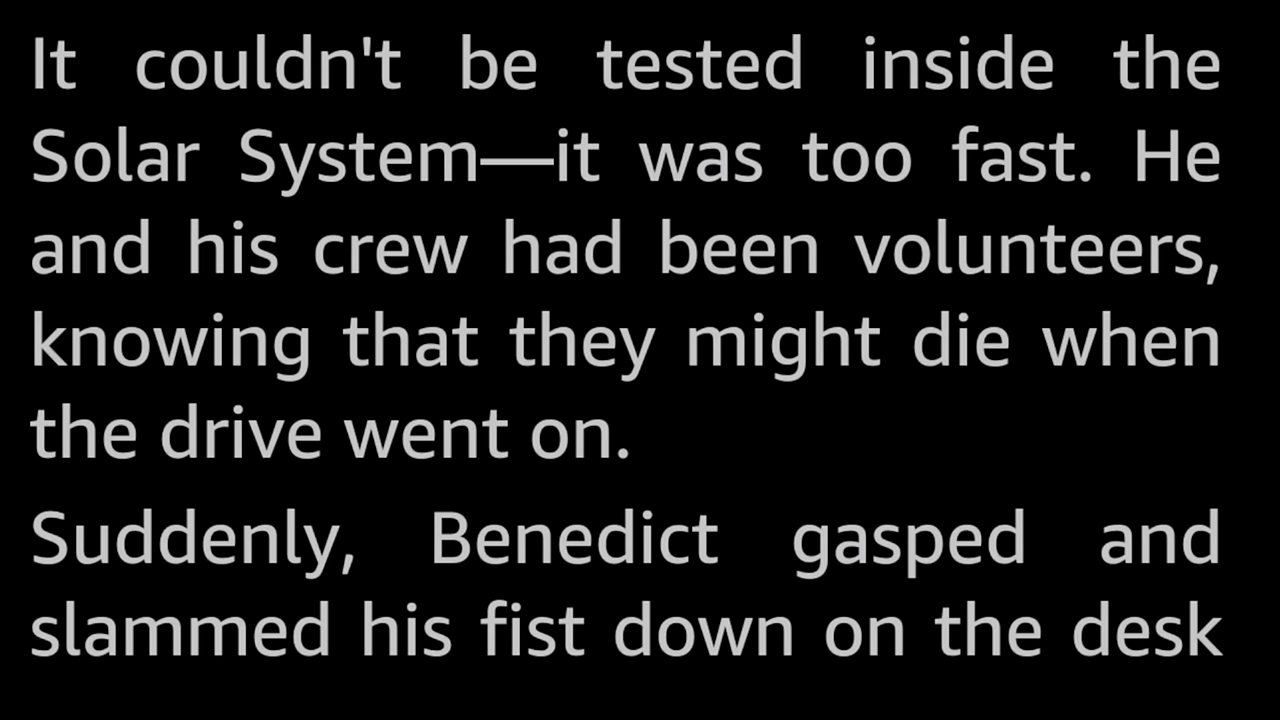 It couldn't be tested inside the
Solar System—it was too fast. He
and his crew had been volunteers,
knowing that they might die when
the drive went on.
Suddenly, Benedict gasped and
slammed his fist down on the desk